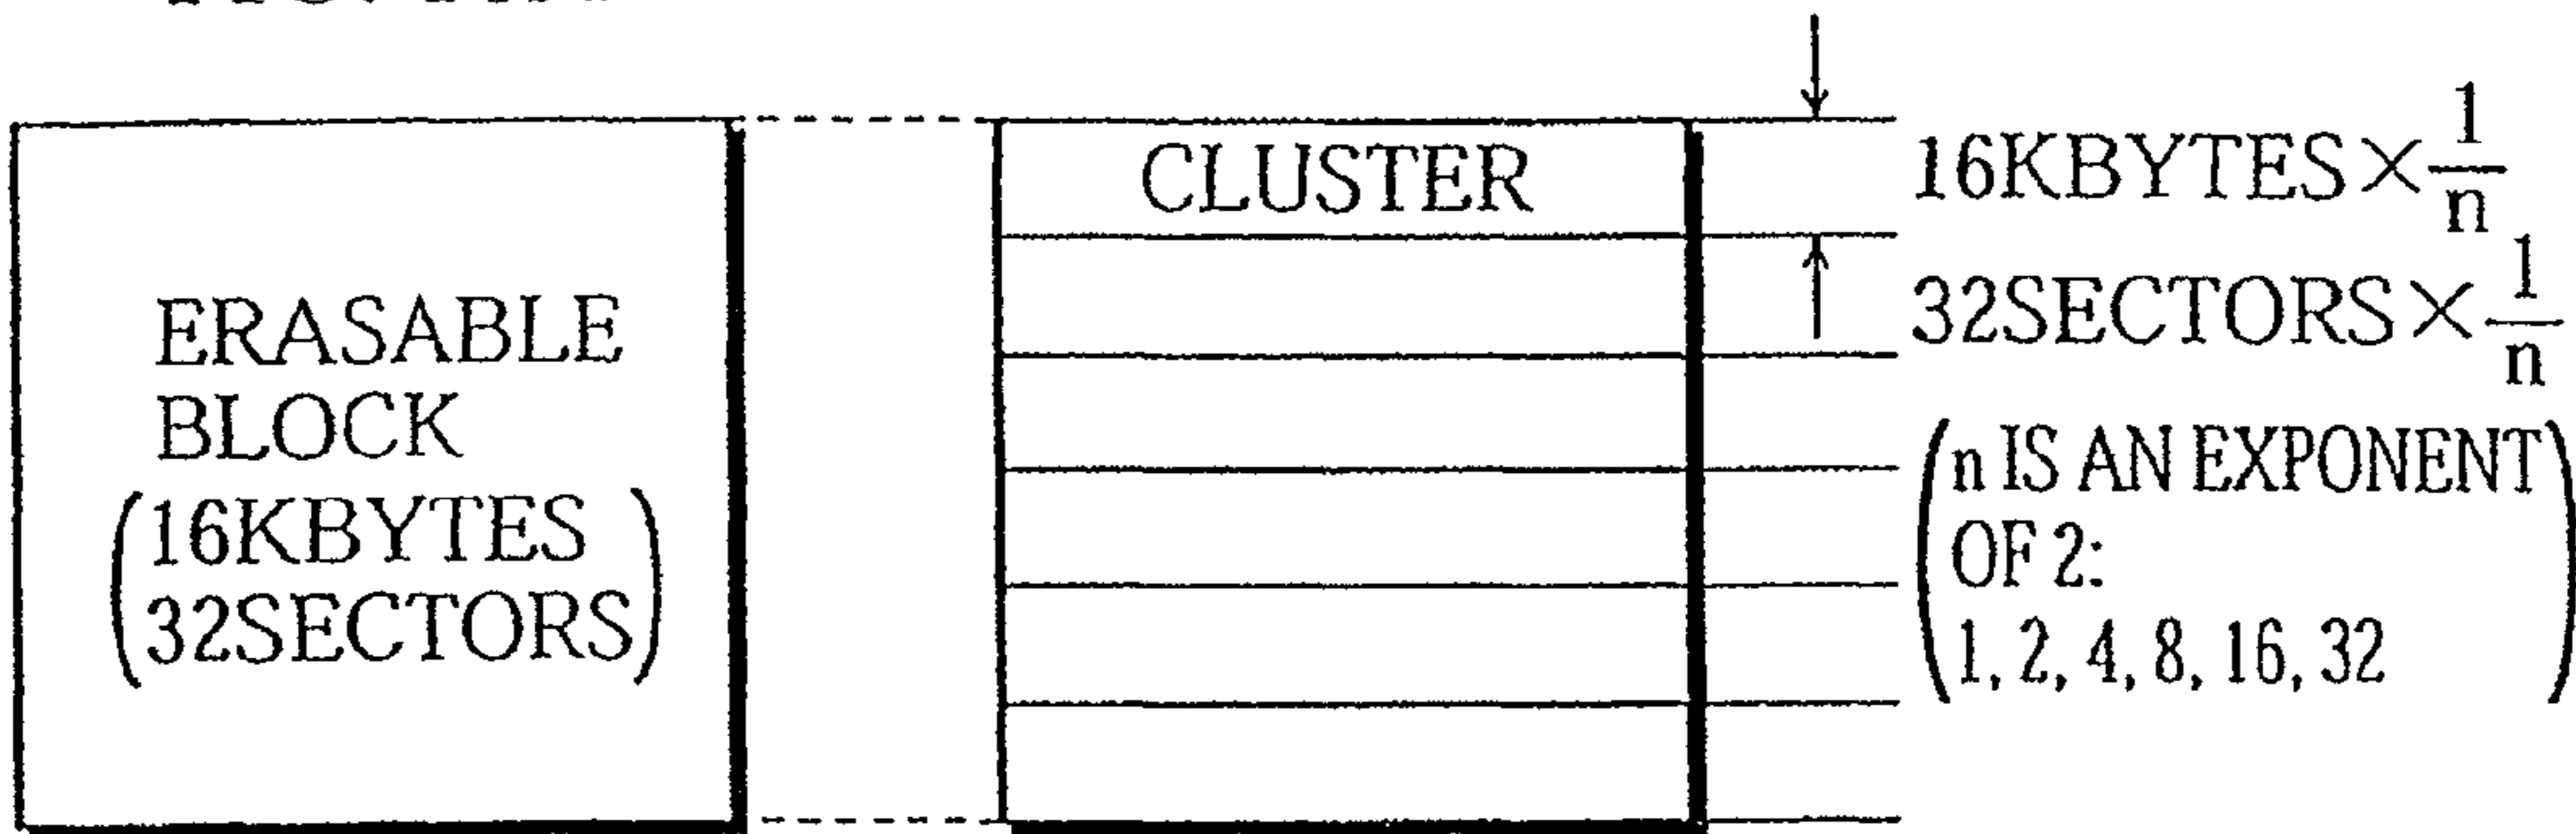 ERASABLE
BLOCK
(16KBYTES
32SECTORS)
CLUSTER
16KBYTES×1/n
32SECTORS×1/n
(n IS AN EXPONENT
OF 2:
1, 2, 4, 8, 16, 32)